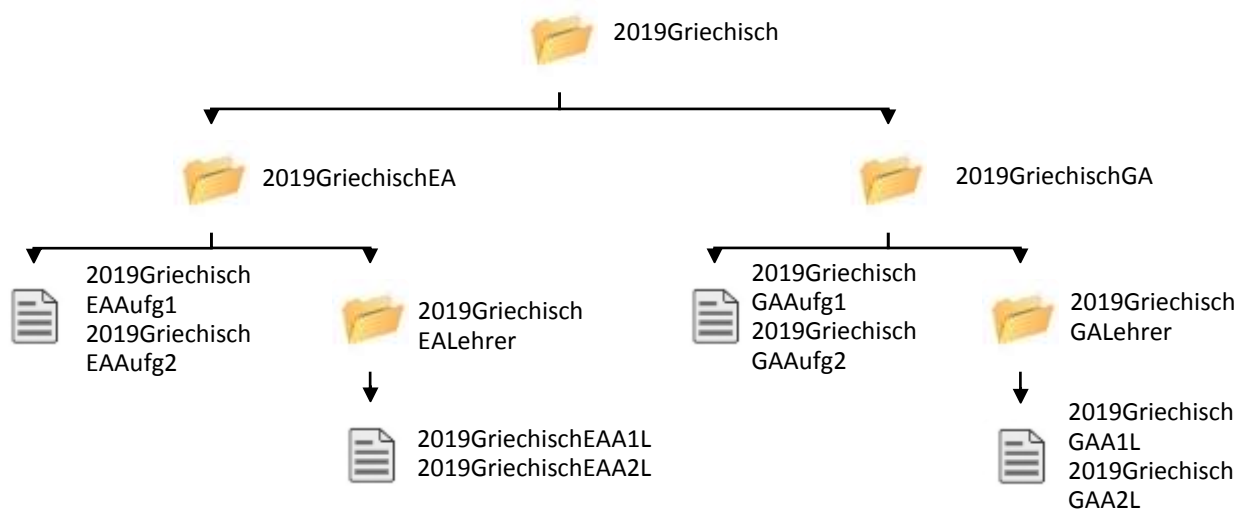 2019Griechisch
2019GriechischEA
2019GriechischGA
2019Griechisch
EAAufg1
2019Griechisch
EAAufg2
2019Griechisch
EALehrer
2019Griechisch
GAAufg1
2019Griechisch
GAAufg2
2019Griechisch
GALehrer
2019GriechischEAA1L
2019GriechischEAA2L
2019Griechisch
GAA1L
2019Griechisch
GAA2L